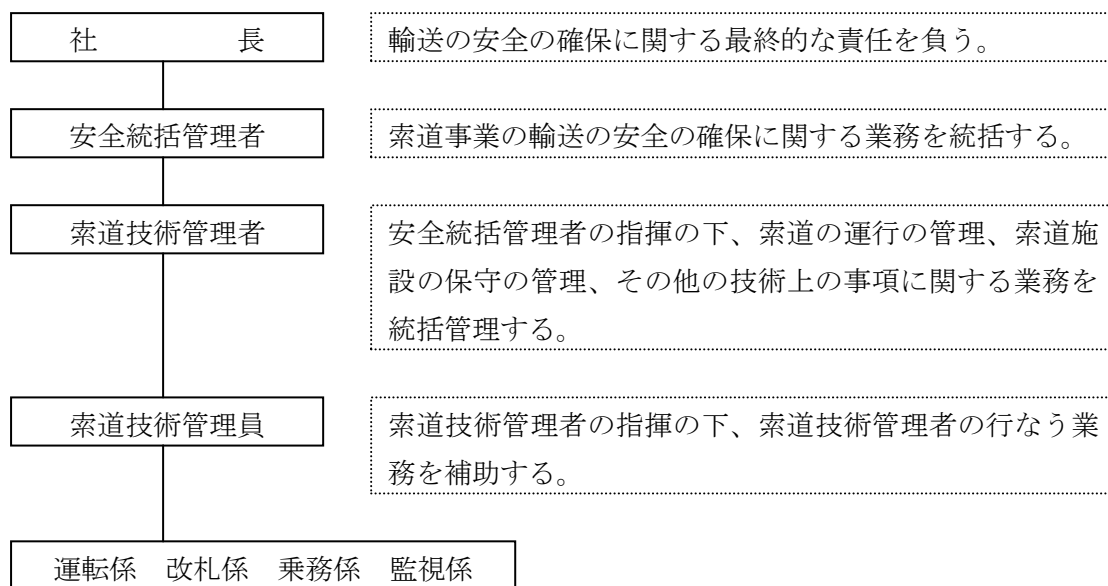 社　長
輸送の安全の確保に関する最終的な責任を負う。
安全統括管理者
索道事業の輸送の安全の確保に関する業務を統括する。
索道技術管理者
安全統括管理者の指揮の下、索道の運行の管理、索道施
設の保守の管理、その他の技術上の事項に関する業務を
統括管理する。
索道技術管理員
索道技術管理者の指揮の下、索道技術管理者の行なう業
務を補助する。
運転係　改札係　乗務係　監視係